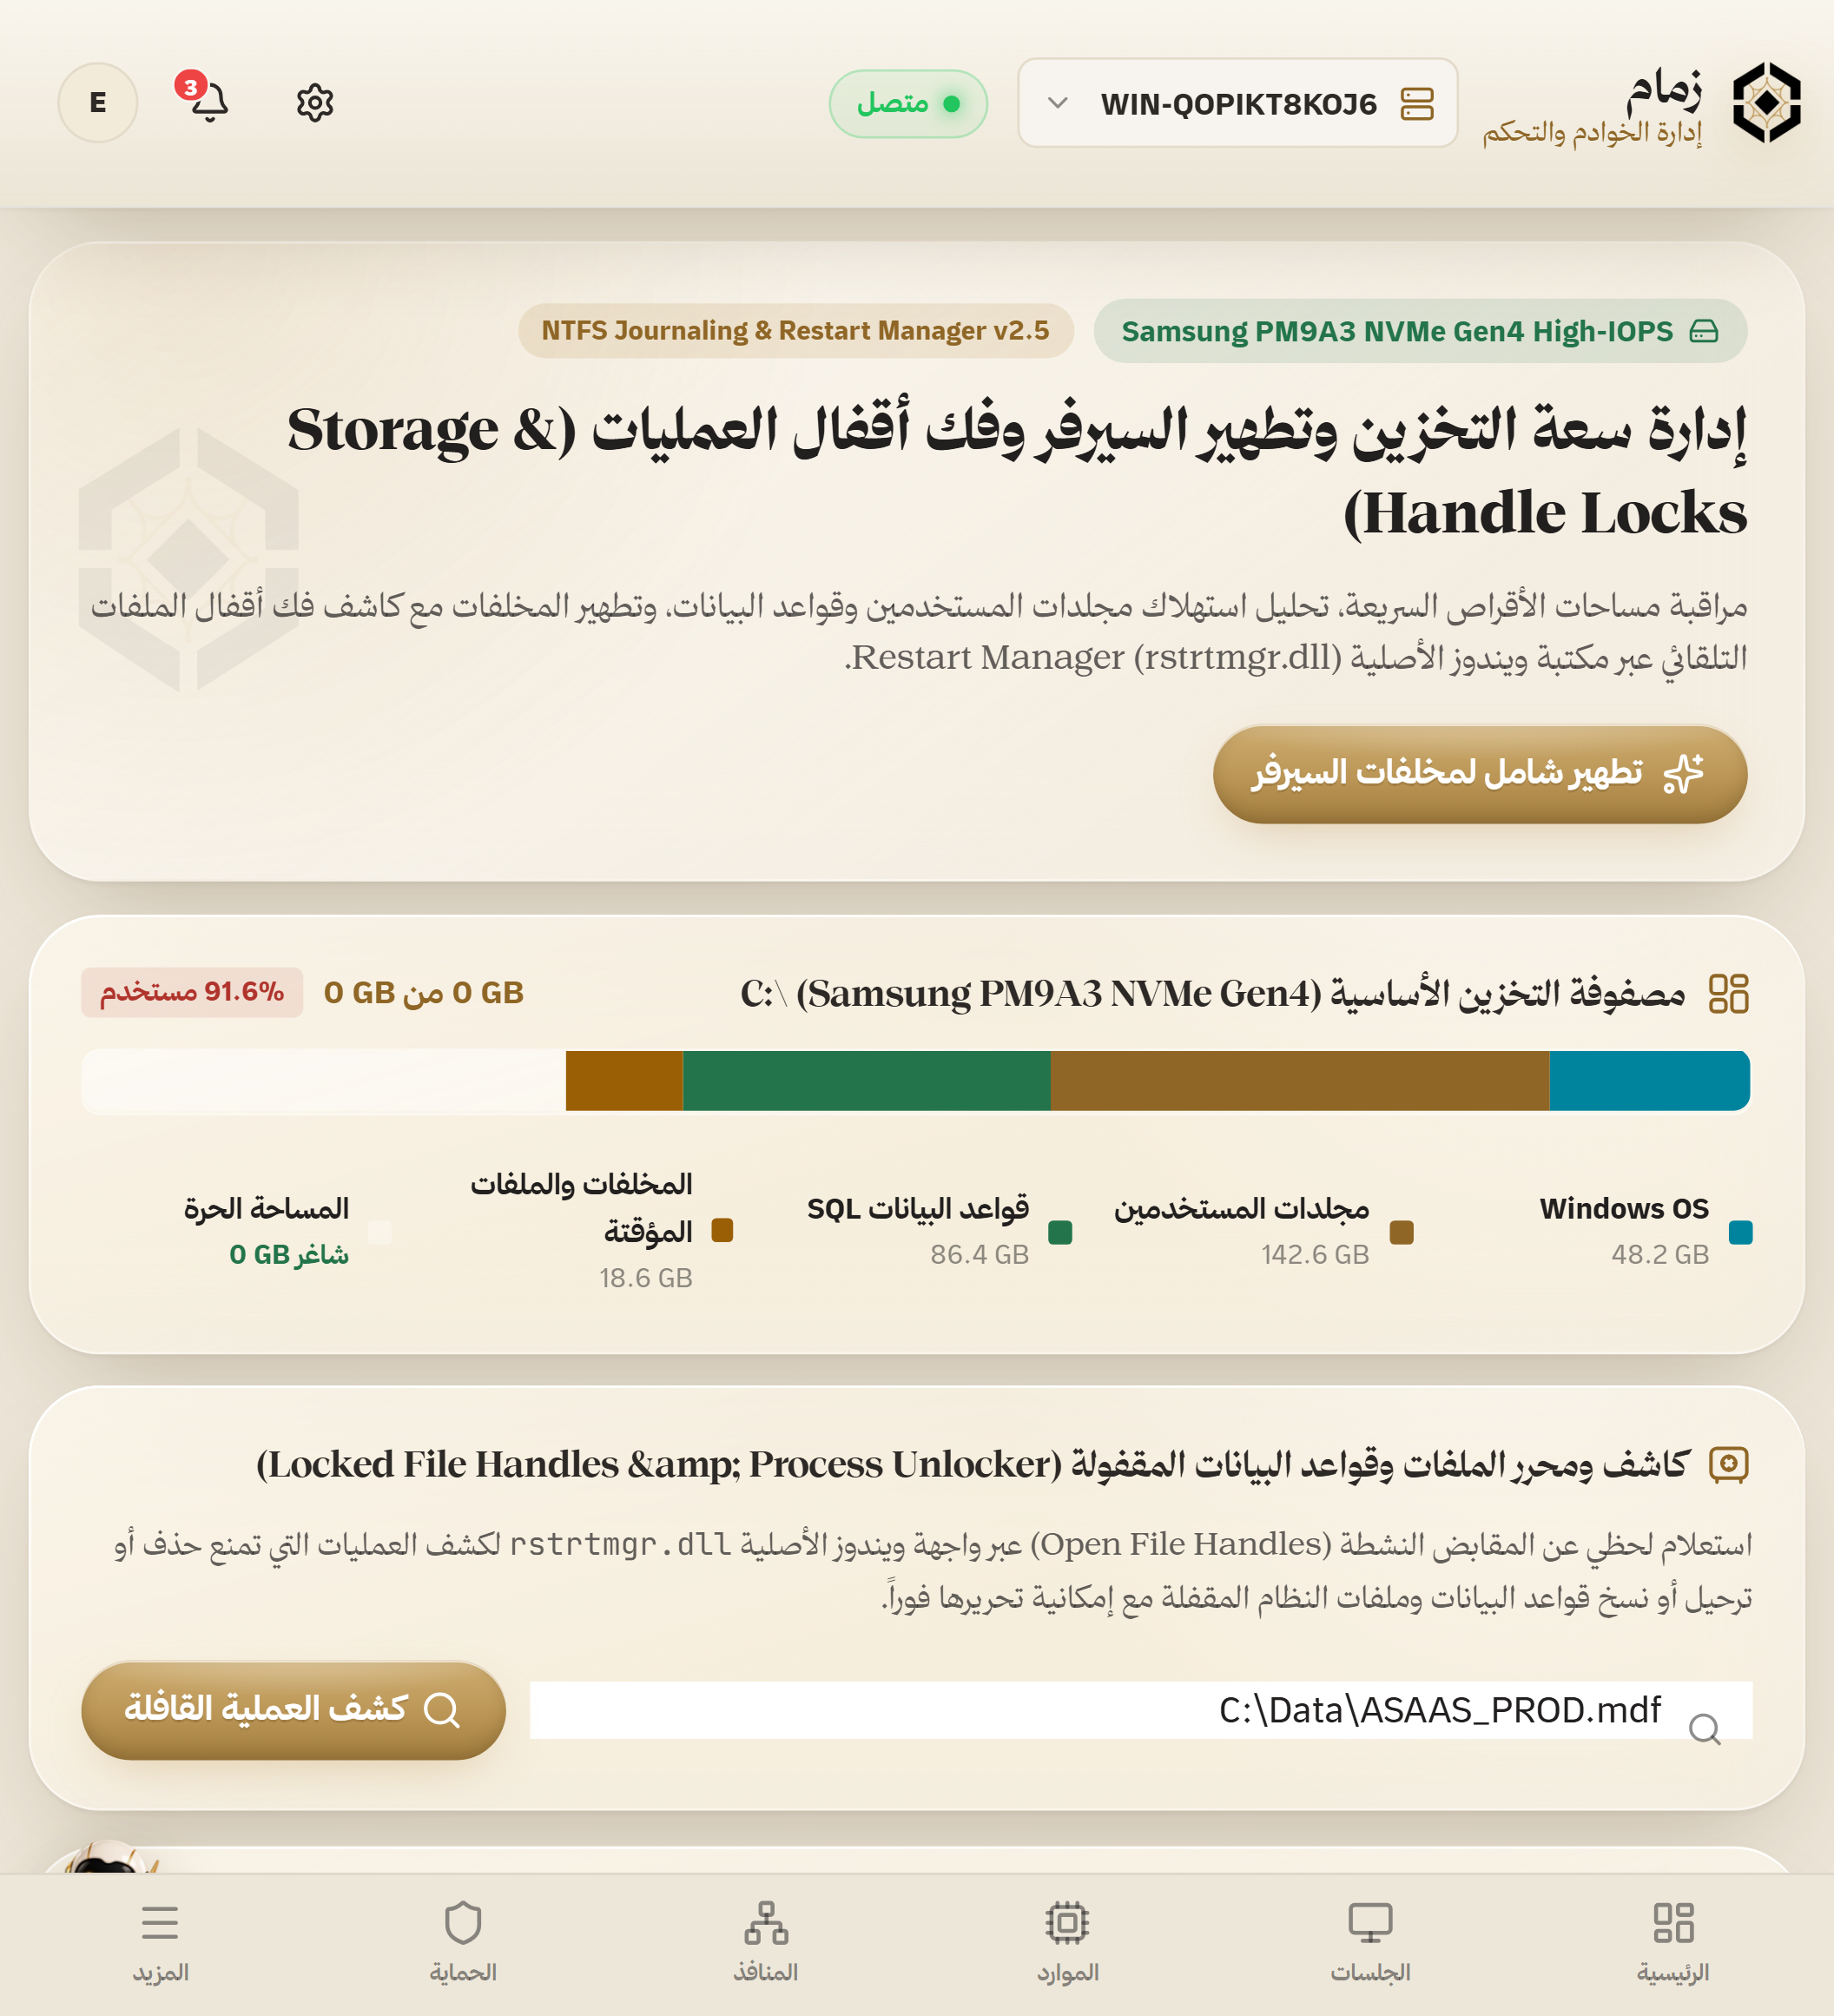 زمام
إدارة الخوادم والتحكم
WIN-QOPIKT8KOJ6
متصل
3
E
Samsung PM9A3 NVMe Gen4 High-IOPS
NTFS Journaling & Restart Manager v2.5
إدارة سعة التخزين وتطهير السيرفر وفك أقفال العمليات (Storage &
Handle Locks)
مراقبة مساحات الأقراص السريعة، تحليل استهلاك مجلدات المستخدمين وقواعد البيانات، وتطهير المخلفات مع كاشف فك أقفال الملفات
التلقائي عبر مكتبة ويندوز الأصلية Restart Manager (rstrtmgr.dll).
تطهير شامل لمخلفات السيرفر
مصفوفة التخزين الأساسية C:\ (Samsung PM9A3 NVMe Gen4)
0 GB من 0 GB
91.6% مستخدم
Windows OS
48.2 GB
مجلدات المستخدمين
142.6 GB
قواعد البيانات SQL
86.4 GB
المخلفات والملفات
المؤقتة
18.6 GB
المساحة الحرة
0 GB شاغر
كاشف ومحرر الملفات وقواعد البيانات المقفولة (Locked File Handles &amp; Process Unlocker)
استعلام لحظي عن المقابض النشطة (Open File Handles) عبر واجهة ويندوز الأصلية rstrtmgr.dll لكشف العمليات التي تمنع حذف أو
ترحيل أو نسخ قواعد البيانات وملفات النظام المقفلة مع إمكانية تحريرها فوراً.
C:\Data\ASAAS_PROD.mdf
كشف العملية القافلة
الرئيسية
الجلسات
الموارد
المنافذ
الحماية
المزيد